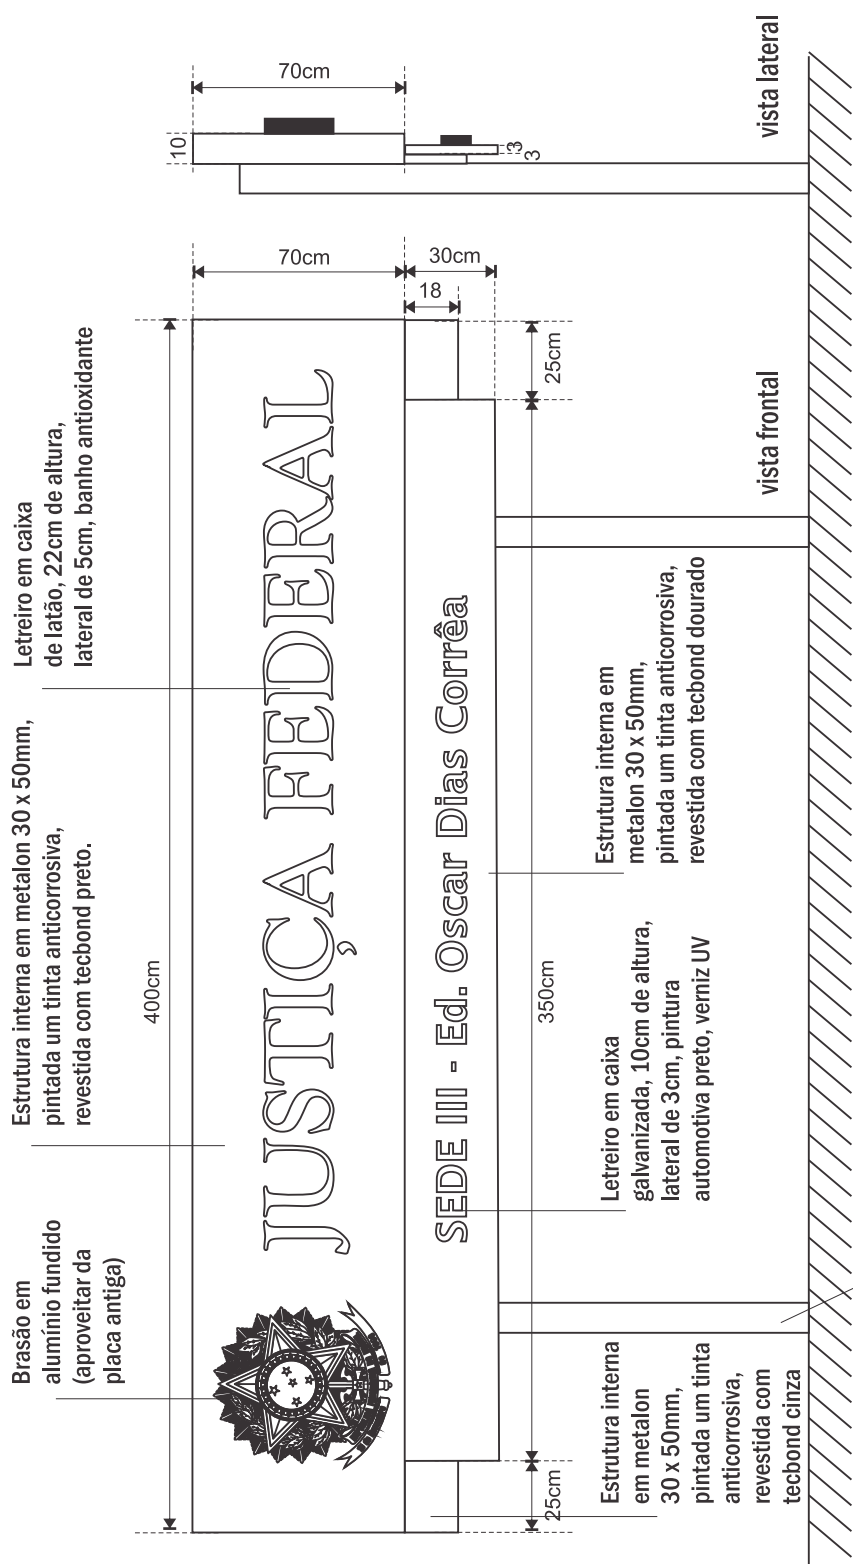 Brasão em
alumínio fundido
(aproveitar da
placa antiga)
Estrutura interna em metalon 30 x 50mm,
pintada um tinta anticorrosiva,
revestida com tecbond preto.
Letreiro em caixa
de latão, 22cm de altura,
lateral de 5cm, banho antioxidante
400cm
70cm
10
3
3
70cm
30cm
18
25cm
JUSTIÇA FEDERAL
SEDE III - Ed. Oscar Dias Corrêa
25cm
350cm
Estrutura interna
em metalon
30 x 50mm,
pintada um tinta
anticorrosiva,
revestida com
tecbond cinza
Letreiro em caixa
galvanizada, 10cm de altura,
lateral de 3cm, pintura
automotiva preto, verniz UV
Estrutura interna em
metalon 30 x 50mm,
pintada um tinta anticorrosiva,
revestida com tecbond dourado
vista frontal
vista lateral